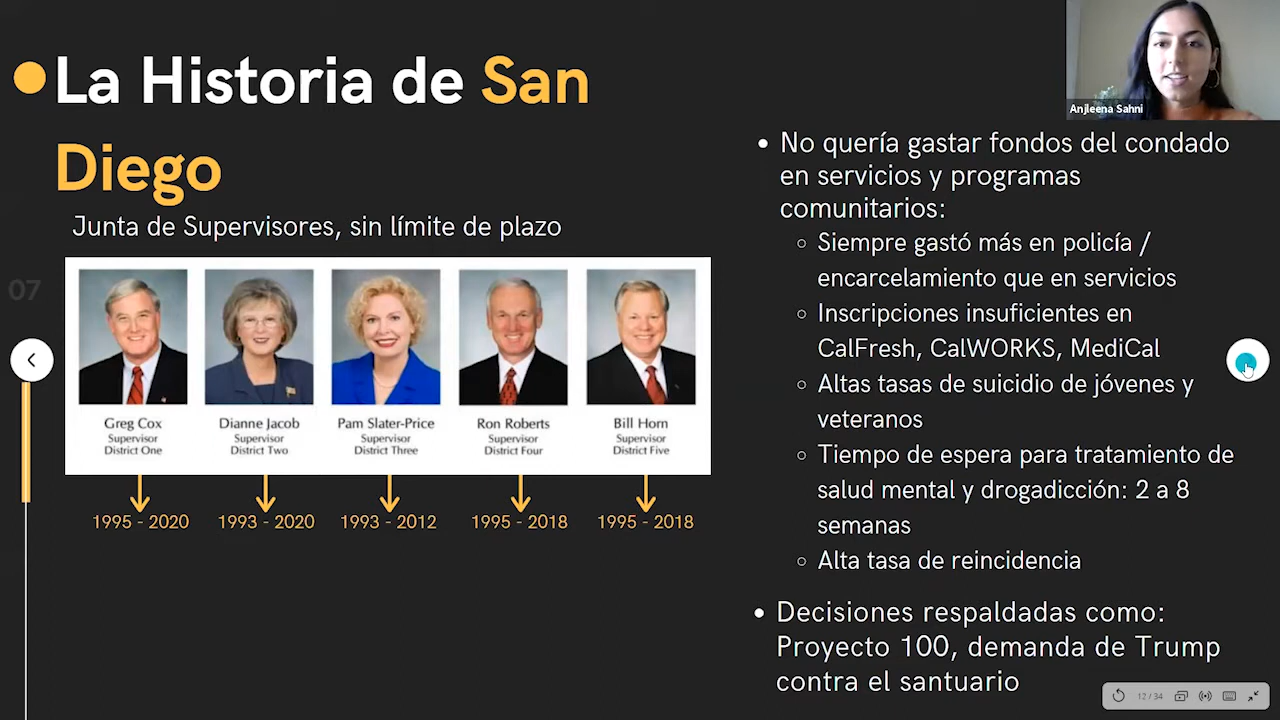 La Historia de San
Diego
Junta de Supervisores, sin límite de plazo
07
Greg Cox
Supervisor
District One
Dianne Jacob
Supervisor
District Two
Pam Slater-Price
Supervisor
District Three
Ron Roberts
Supervisor
District Four
Bill Horn
Supervisor
District Five
1995 - 2020
1993 - 2020
1993 - 2012
1995 - 2018
1995 - 2018
Anjleena Sahni
No quería gastar fondos del condado
en servicios y programas
comunitarios:
Siempre gastó más en policía /
encarcelamiento que en servicios
Inscripciones insuficientes en
CalFresh, CalWORKS, MediCal
Altas tasas de suicidio de jóvenes y
veteranos
Tiempo de espera para tratamiento de
salud mental y drogadicción: 2 a 8
semanas
Alta tasa de reincidencia
Decisiones respaldadas como:
Proyecto 100, demanda de Trump
contra el santuario
12 / 34